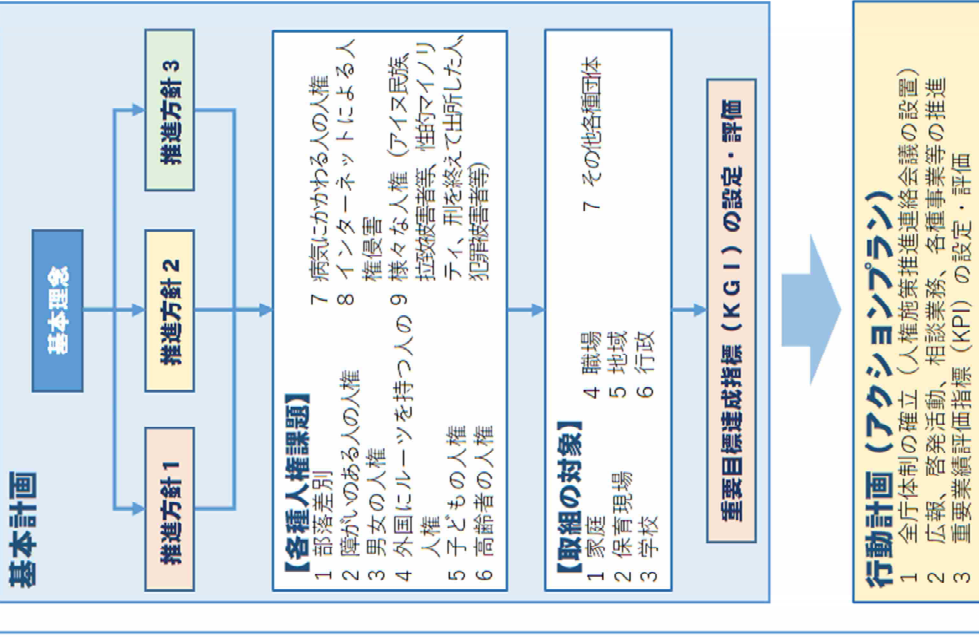 基本計画
基本理念
推進方針1
推進方針2
推進方針3
【各種人権課題】
1 部落差別
2 障がいのある人の人権
3 男女の人権
4 外国にルーツを持つ人の
人権
5 子どもの人権
6 高齢者の人権
7 病気にかかわる人の人権
8 インターネットによる人
権侵害
9 様々な人権（アイヌ民族、
拉致被害者等、性的マイノリ
ティ、刑を終えて出所した人、
犯罪被害者等）
【取組の対象】
1 家庭
2 保育現場
3 学校
4 職場
5 地域
6 行政
7 その他各種団体
重要目標達成指標（KGI）の設定・評価
行動計画（アクションプラン）
1 全庁体制の確立（人権施策推進連絡会議の設置）
2 広報、啓発活動、相談業務、各種事業等の推進
3 重要業績評価指標（KPI）の設定・評価